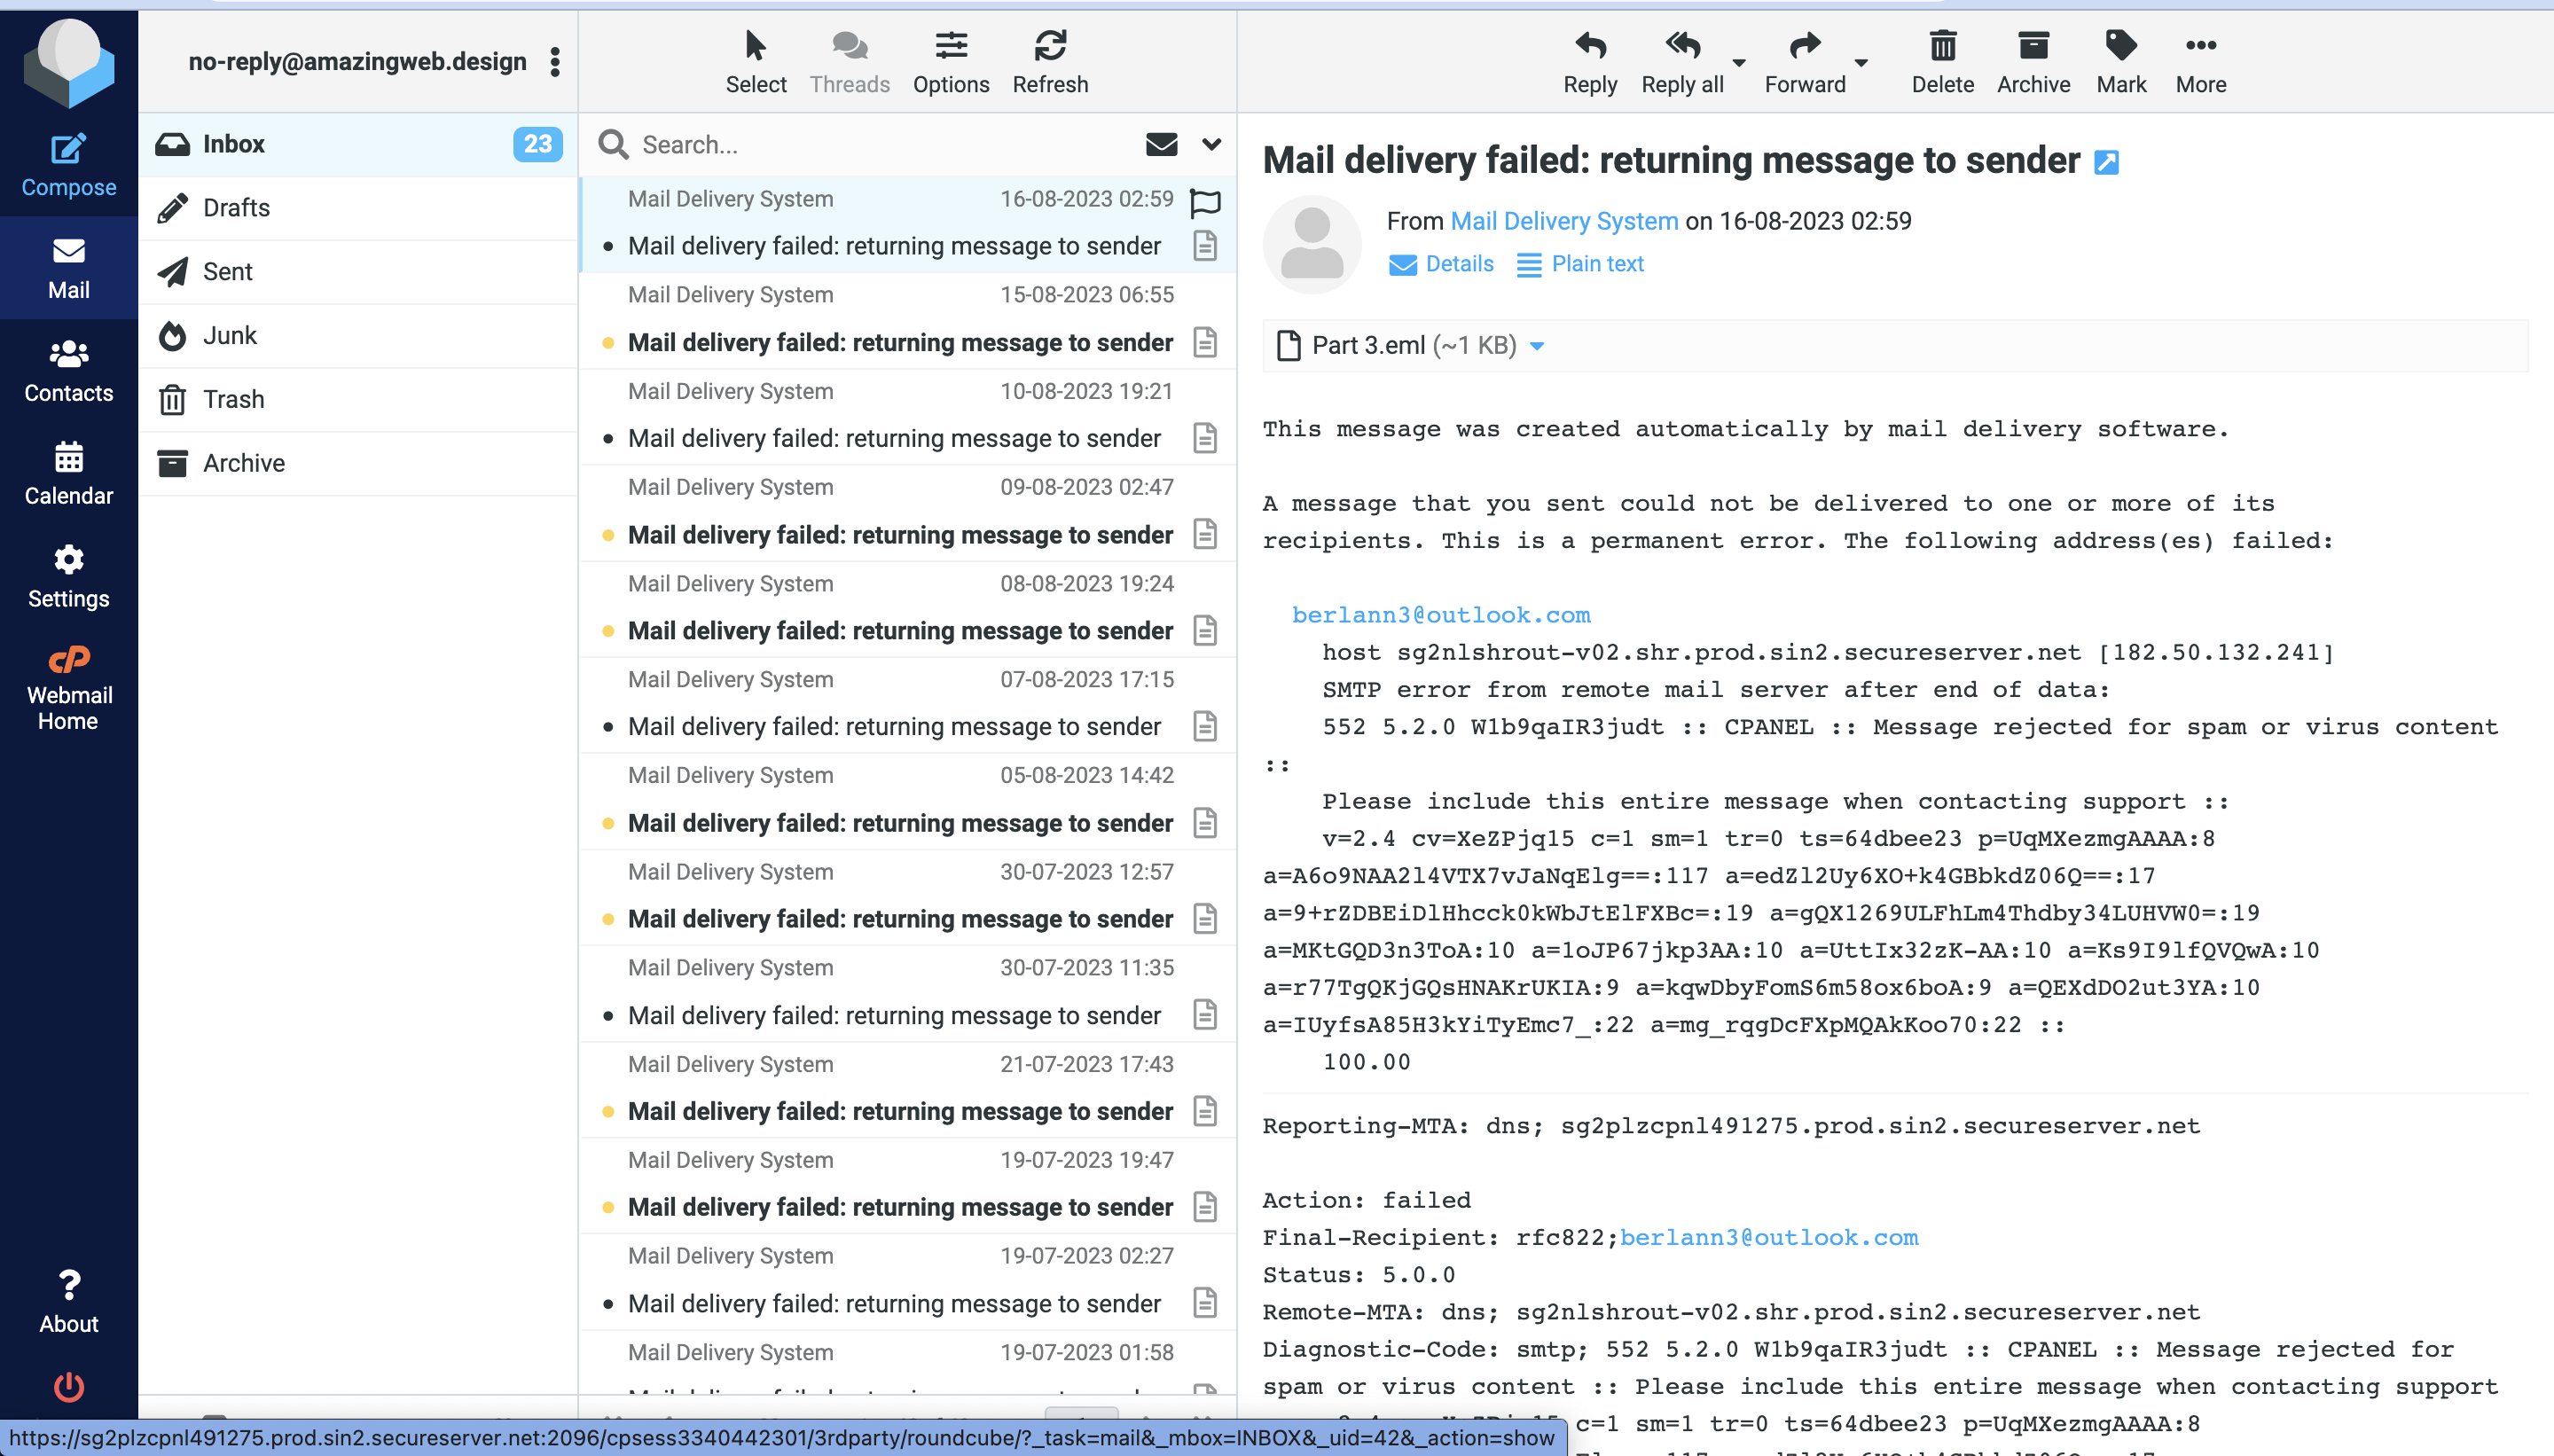 no-reply@amazingweb.design
Select
Threads
Options
Refresh
Reply
Reply all
Forward
Delete
Archive
Mark
More
Compose
Mail
Contacts
Calendar
Settings
cP
Webmail
Home
About
Inbox
23
Drafts
Sent
Junk
Trash
Archive
Search...
Mail Delivery System 16-08-2023 02:59
Mail delivery failed: returning message to sender
Mail Delivery System 15-08-2023 06:55
Mail delivery failed: returning message to sender
Mail Delivery System 10-08-2023 19:21
Mail delivery failed: returning message to sender
Mail Delivery System 09-08-2023 02:47
Mail delivery failed: returning message to sender
Mail Delivery System 08-08-2023 19:24
Mail delivery failed: returning message to sender
Mail Delivery System 07-08-2023 17:15
Mail delivery failed: returning message to sender
Mail Delivery System 05-08-2023 14:42
Mail delivery failed: returning message to sender
Mail Delivery System 30-07-2023 12:57
Mail delivery failed: returning message to sender
Mail Delivery System 30-07-2023 11:35
Mail delivery failed: returning message to sender
Mail Delivery System 21-07-2023 17:43
Mail delivery failed: returning message to sender
Mail Delivery System 19-07-2023 19:47
Mail delivery failed: returning message to sender
Mail Delivery System 19-07-2023 02:27
Mail delivery failed: returning message to sender
Mail Delivery System 19-07-2023 01:58
Mail delivery failed: returning message to sender
From Mail Delivery System on 16-08-2023 02:59
Details Plain text
Part 3.eml (~1 KB)
This message was created automatically by mail delivery software.
A message that you sent could not be delivered to one or more of its
recipients. This is a permanent error. The following address(es) failed:
berlann3@outlook.com
host sg2nlshrout-v02.shr.prod.sin2.secureserver.net [182.50.132.241]
SMTP error from remote mail server after end of data:
552 5.2.0 W1b9qaIR3judt :: CPANEL :: Message rejected for spam or virus content
::
Please include this entire message when contacting support ::
v=2.4 cv=XeZPjq15 c=1 sm=1 tr=0 ts=64dbee23 p=UqMXezmgAAAA:8
a=A6o9NAA2l4VTX7vJaNqElg==:117 a=edZl2Uy6XO+k4GBbkdZ06Q==:17
a=9+rZDBEiDlHhcck0kWbJtElFXBc=:19 a=gQX1269ULFhLm4Thdby34LUHVW0=:19
a=MKtGQD3n3ToA:10 a=1oJP67jkp3AA:10 a=UttIx32zK-AA:10 a=Ks9I9lfQVQwA:10
a=r77TgQKjGQsHNAKrUKIA:9 a=kqwDbyFomS6m58ox6boA:9 a=QEXdDO2ut3YA:10
a=IUyfsA85H3kYiTyEmc7_:22 a=mg_rqgDcFXpMQAkKoo70:22 ::
100.00
Reporting-MTA: dns; sg2plzcpnl491275.prod.sin2.secureserver.net
Action: failed
Final-Recipient: rfc822;berlann3@outlook.com
Status: 5.0.0
Remote-MTA: dns; sg2nlshrout-v02.shr.prod.sin2.secureserver.net
Diagnostic-Code: smtp; 552 5.2.0 W1b9qaIR3judt :: CPANEL :: Message rejected for
spam or virus content :: Please include this entire message when contacting support
c=1 sm=1 tr=0 ts=64dbee23 p=UqMXezmgAAAA:8
https://sg2plzcpnl491275.prod.sin2.secureserver.net:2096/cpsess3340442301/3rdparty/roundcube/?_task=mail&_mbox=INBOX&_uid=42&_action=show